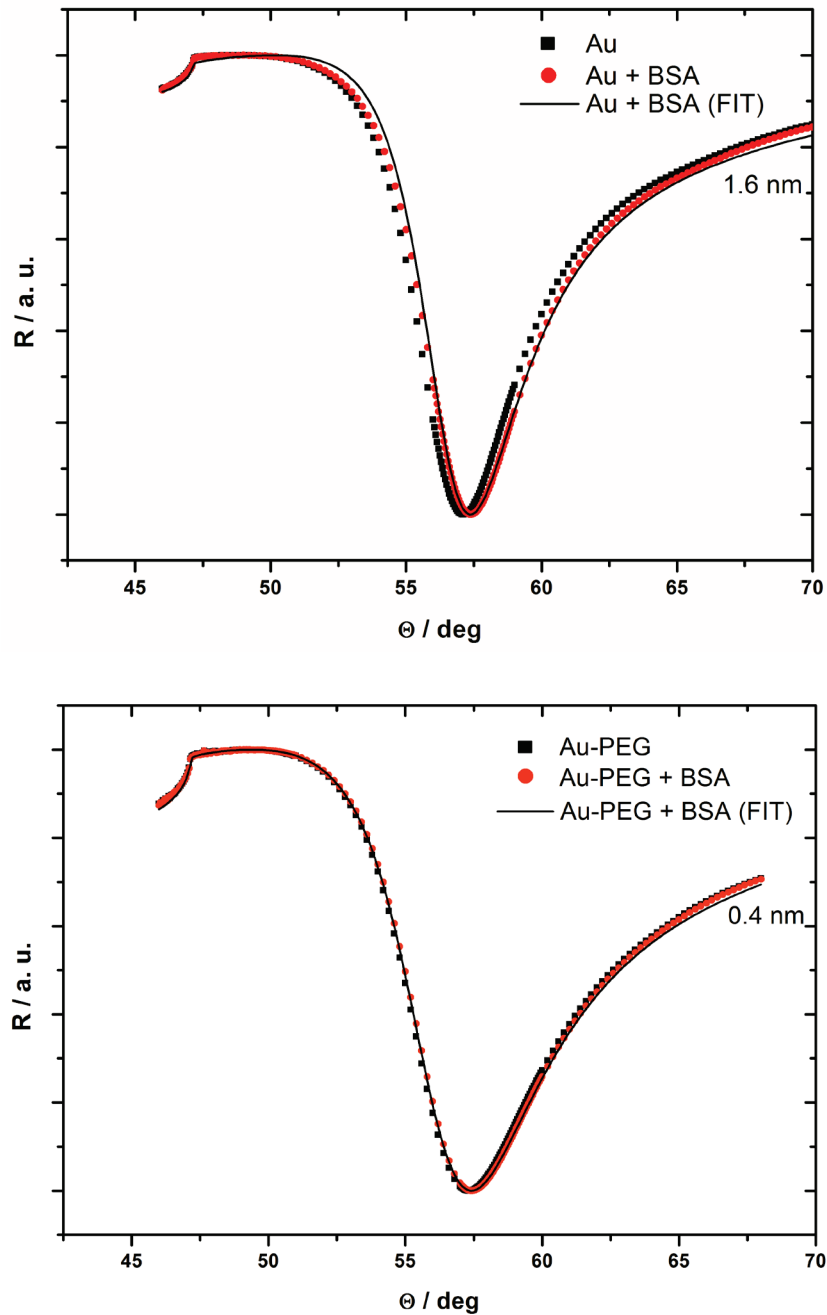 Au
Au + BSA
Au + BSA (FIT)
1.6 nm
R / a. u.
45 50 55 60 65 70
Θ / deg
Au-PEG
Au-PEG + BSA
Au-PEG + BSA (FIT)
0.4 nm
R / a. u.
45 50 55 60 65 70
Θ / deg